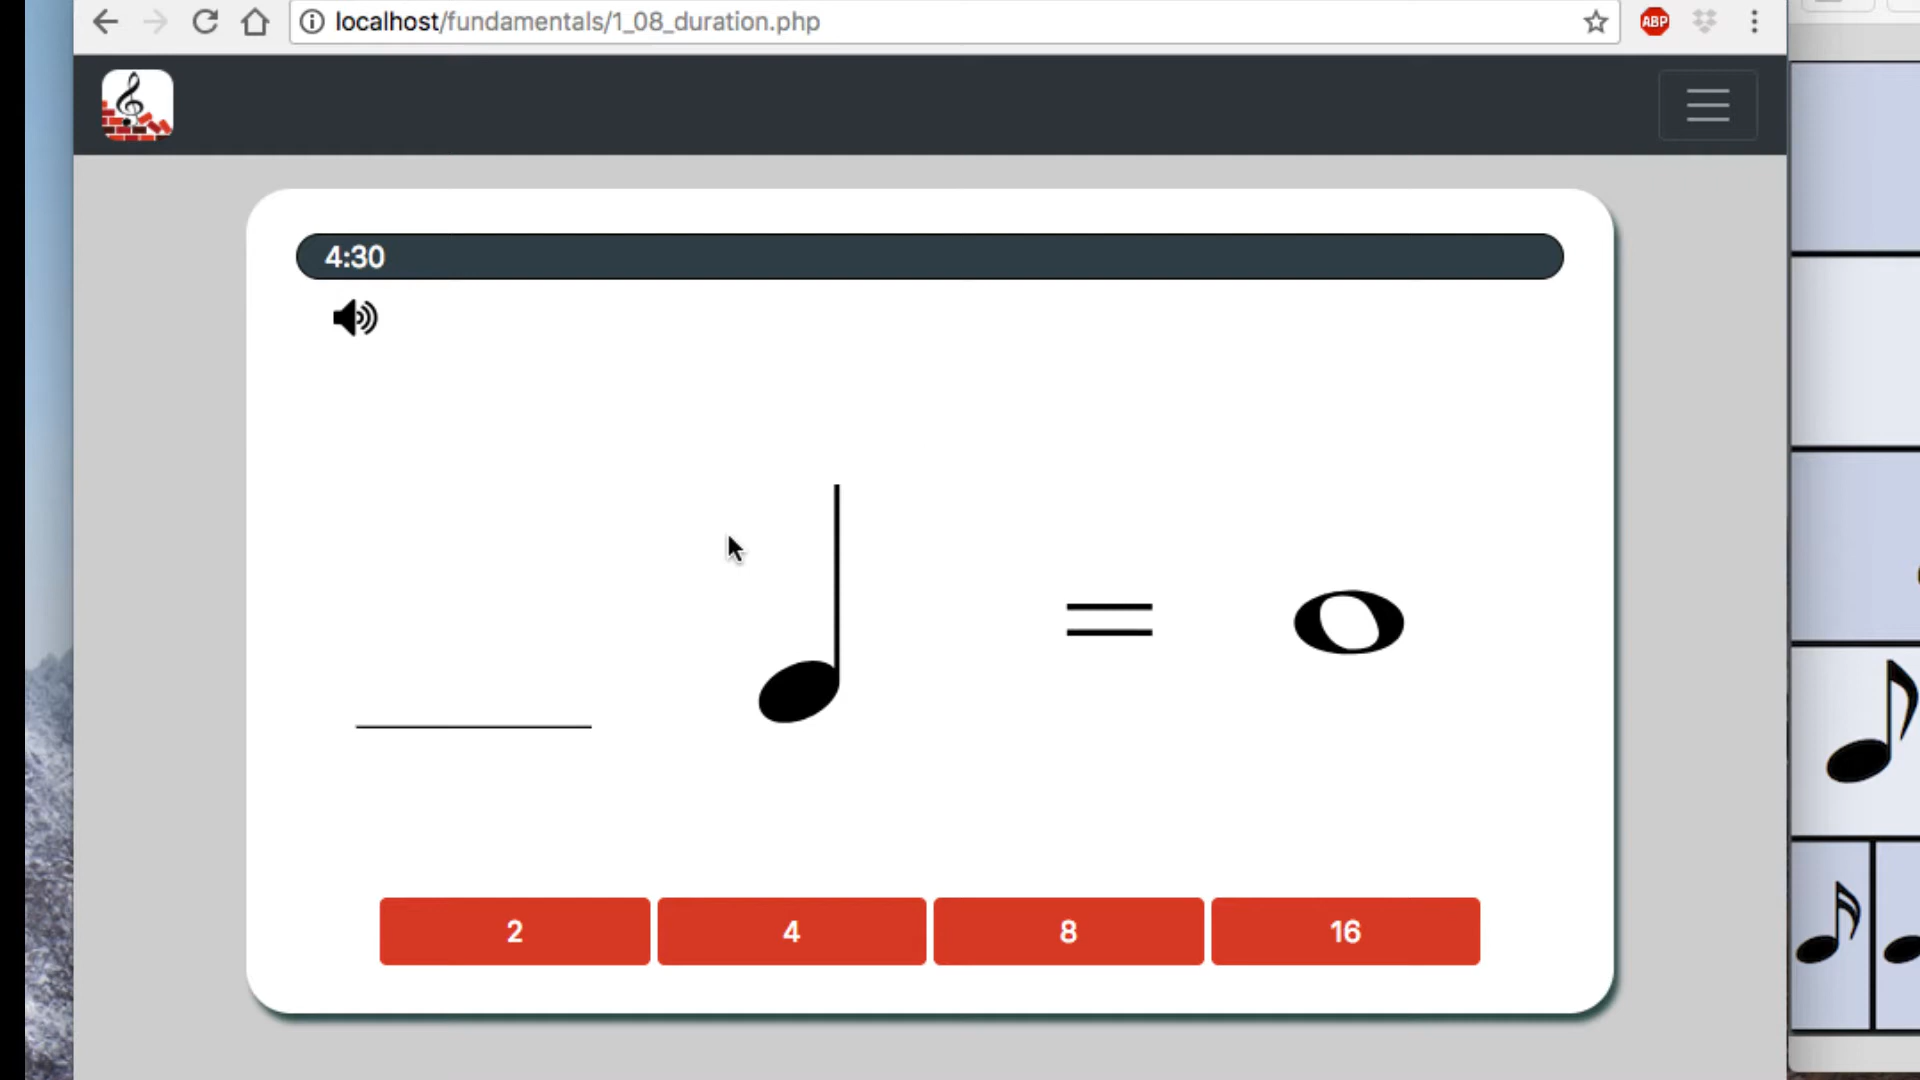 localhost/fundamentals/1_08_duration.php
ABP
4:30
=
2 4 8 16